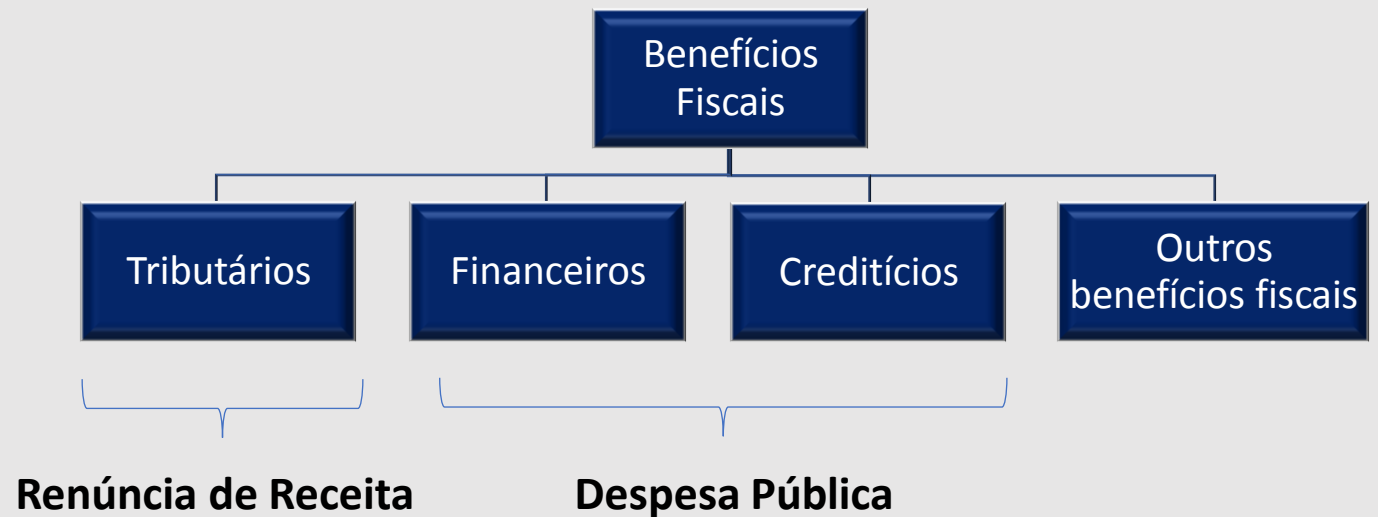 Benefícios
Fiscais
Tributários
Financeiros
Creditícios
Outros
benefícios fiscais
Renúncia de Receita
Despesa Pública